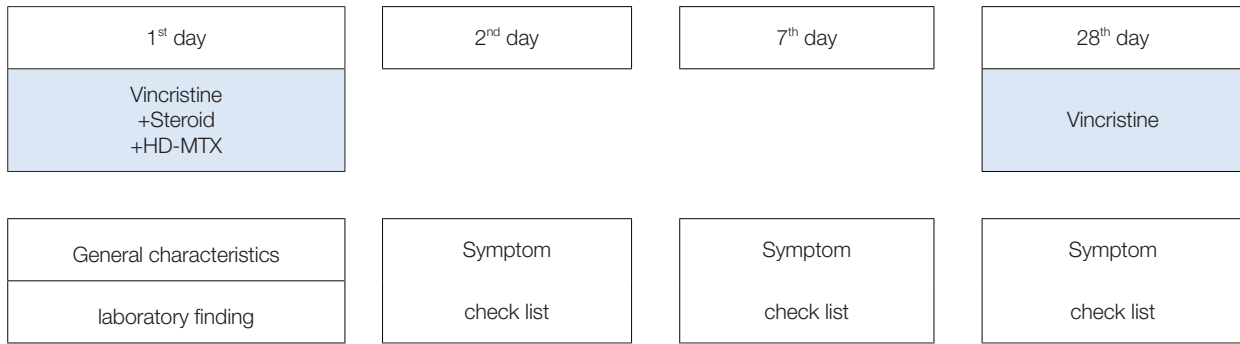 1st day
2nd day
7th day
28th day
Vincristine
+Steroid
+HD-MTX
Vincristine
General characteristics
laboratory finding
Symptom
check list
Symptom
check list
Symptom
check list